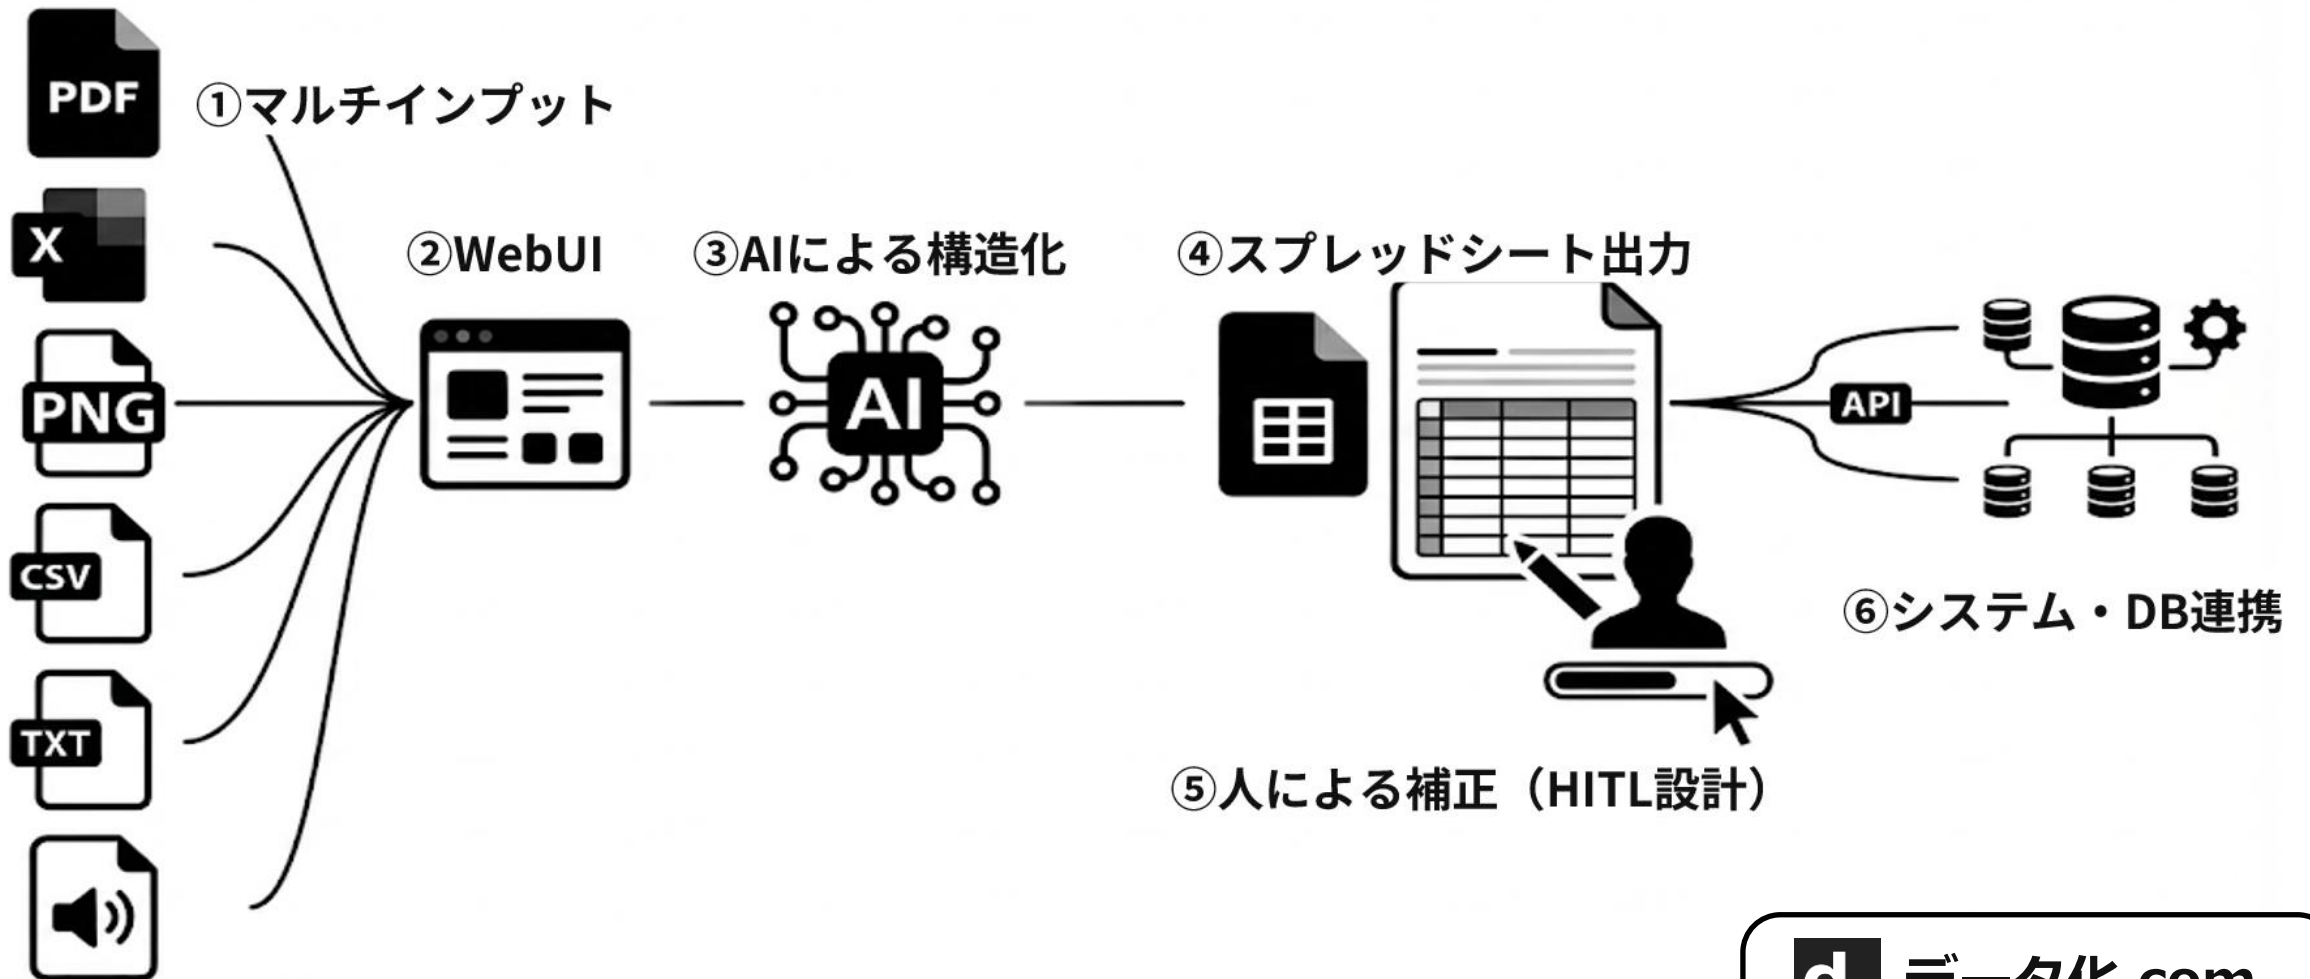 PDF
①マルチインプット
X
②WebUI
③AIによる構造化
④スプレッドシート出力
PNG
AI
API
CSV
⑥システム・DB連携
TXT
⑤人による補正（HITL設計）
d データ化.com